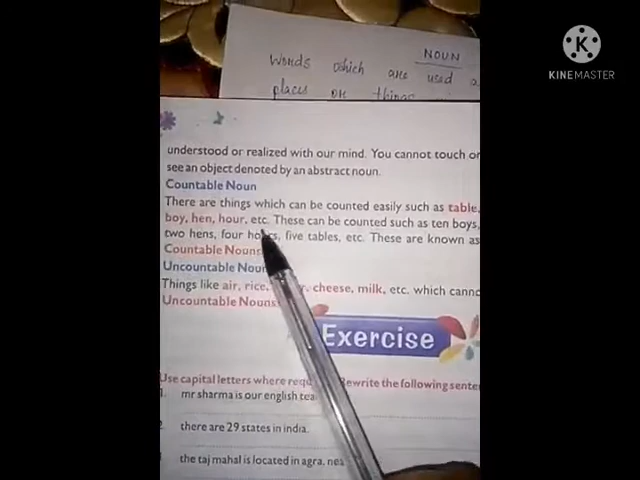 NOUN
Words which are used a
places or things
KINEMASTER
understood or realized with our mind. You cannot touch or
see an object denoted by an abstract noun.
Countable Noun
There are things which can be counted easily such as table,
boy, hen, hour, etc. These can be counted such as ten boys,
two hens, four hours, five tables, etc. These are known as
Countable Nouns
Uncountable Noun
Things like air, rice, cheese, milk, etc. which canno
Uncountable Nouns
Exercise
Use capital letters where Rewrite the following sente
1. mr sharma is our english tea
2. there are 29 states in india.
the taj mahal is located in agra, nea